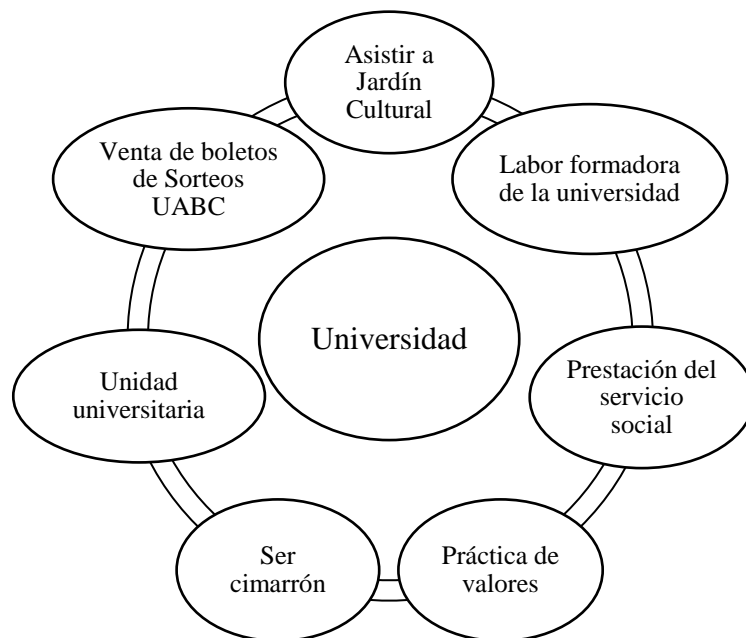 Asistir a
Jardín
Cultural
Venta de boletos
de Sorteos
UABC
Labor formadora
de la universidad
Universidad
Unidad
universitaria
Prestación del
servicio
social
Ser
cimarrón
Práctica de
valores